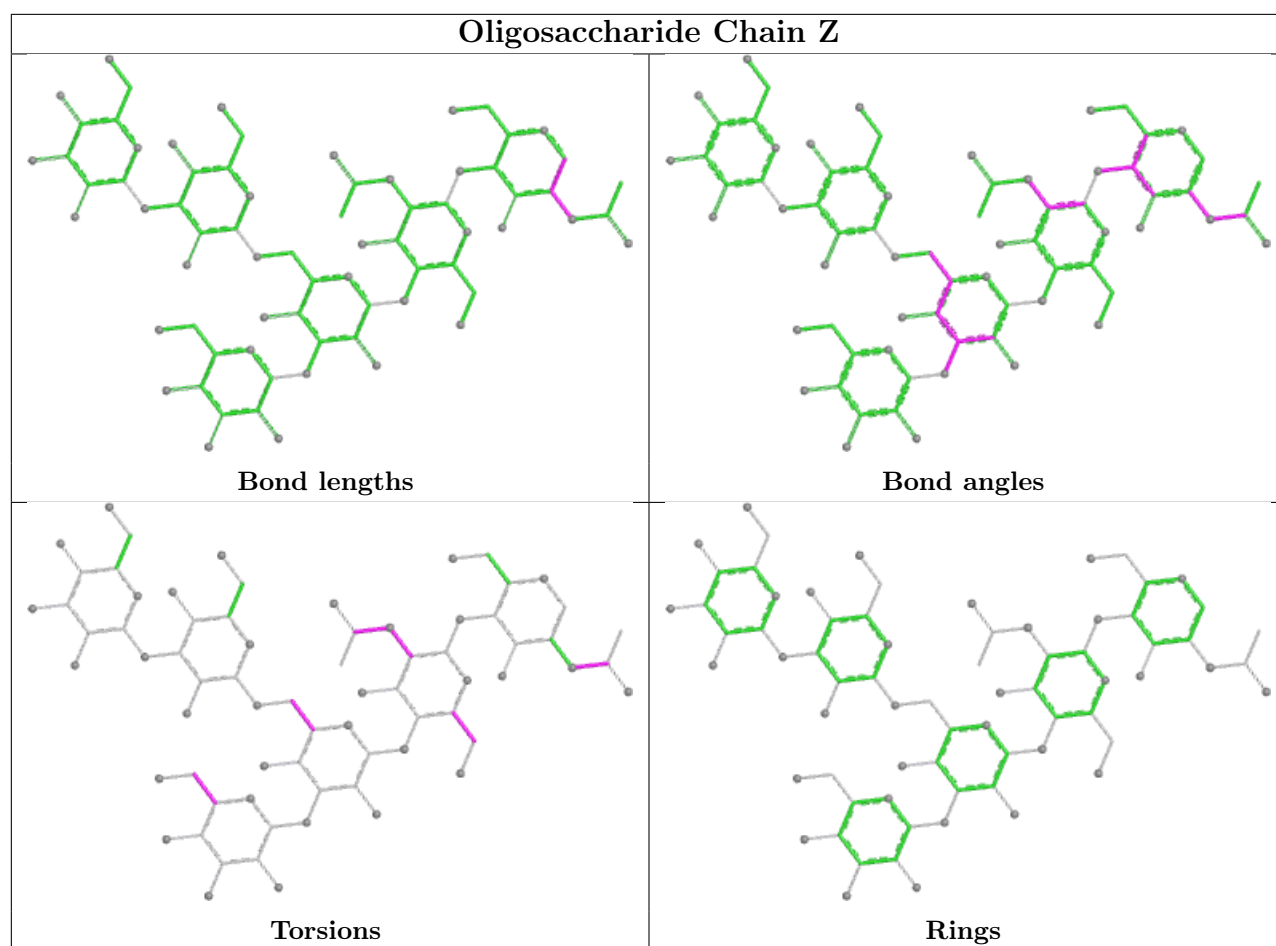 Oligosaccharide Chain Z
Bond lengths
Bond angles
Torsions
Rings